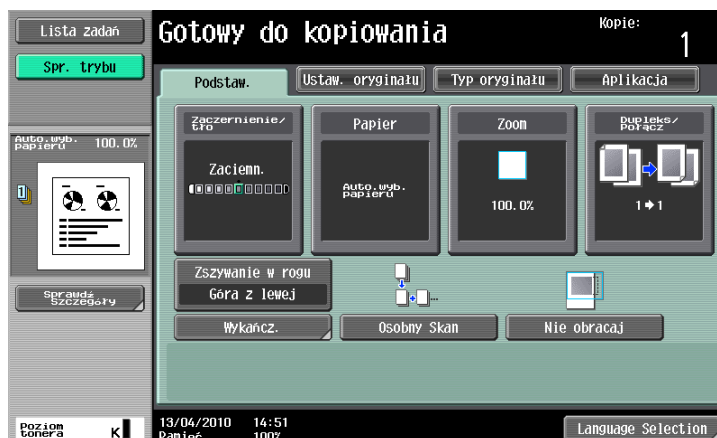 Lista zadań
Gotowy do kopiowania
Kopie:
1
Spr. trybu
Podstaw.
Ustaw. oryginału
Typ oryginału
Aplikacja
Auto.wyb.
papieru
100.0%
1
Zaczernienie/
tło
Zaciemn.
Papier
Auto.wyb.
papieru
Zoom
100.0%
Dupleks/
Połącz
1→1
Sprawdź
Szczegóły
Zszywanie w rogu
Góra z lewej
Wykańcz.
Osobny Skan
Nie obracaj
Poziom
tonera
K
13/04/2010 14:51
Pamięć 100%
Language Selection